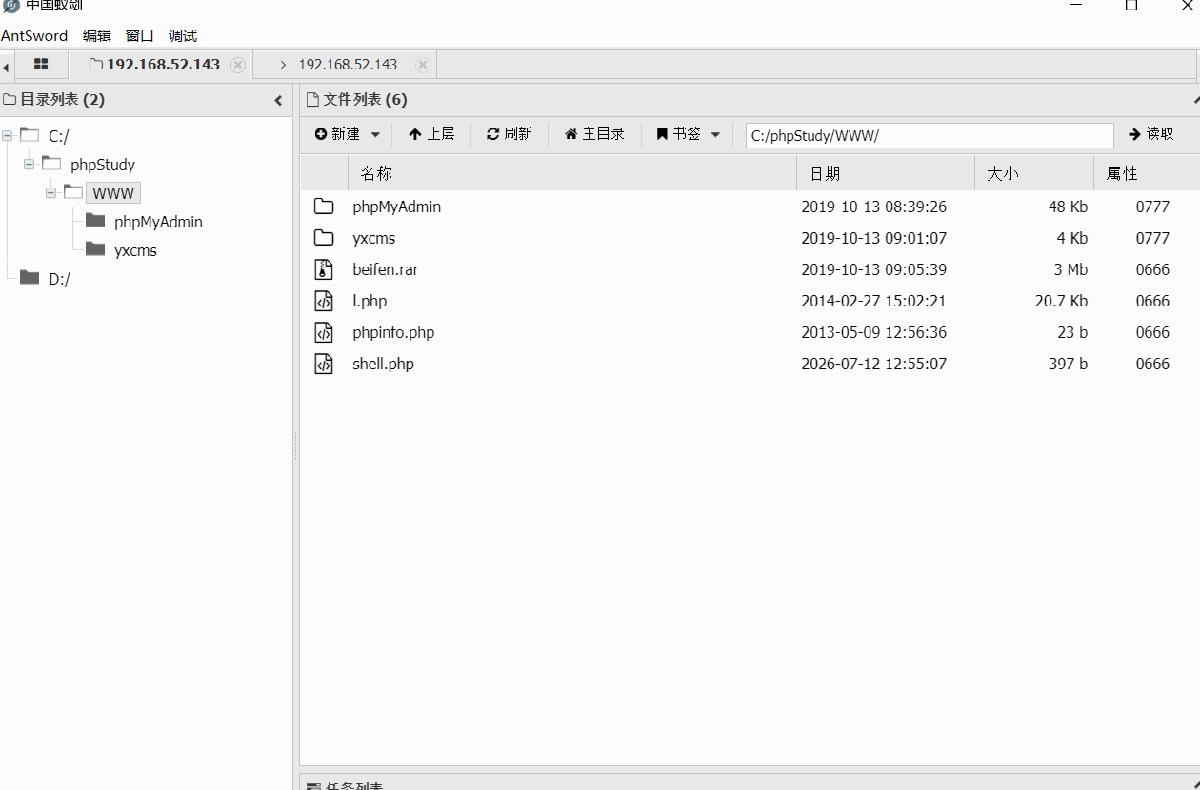 中国蚁剑
AntSword 编辑 窗口 调试
192.168.52.143 192.168.52.143
目录列表 (2)
C:/
phpStudy
WWW
phpMyAdmin
yxcms
D:/
文件列表 (6)
新建 上层 刷新 主目录 书签 C:/phpStudy/WWW/ 读取
名称 日期 大小 属性
phpMyAdmin 2019-10-13 08:39:26 48 Kb 0777
yxcms 2019-10-13 09:01:07 4 Kb 0777
beifen.rar 2019-10-13 09:05:39 3 Mb 0666
l.php 2014-02-27 15:02:21 20.7 Kb 0666
phpinfo.php 2013-05-09 12:56:36 23 b 0666
shell.php 2026-07-12 12:55:07 397 b 0666
任务列表